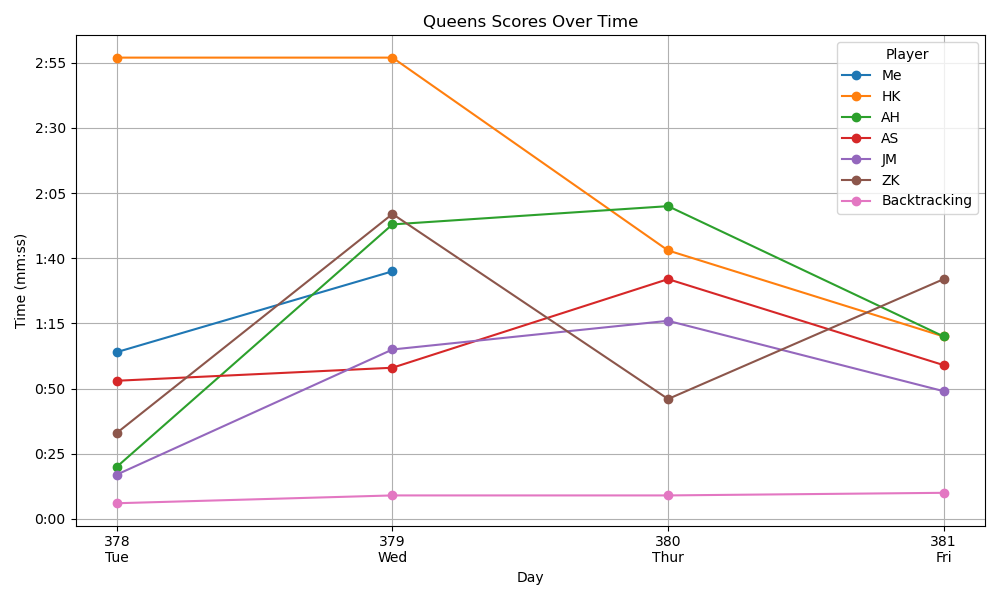 Queens Scores Over Time
Time (mm:ss)
2:55
2:30
2:05
1:40
1:15
0:50
0:25
0:00
Player
Me
HK
AH
AS
JM
ZK
Backtracking
378 379 380 381
Tue Wed Thur Fri
Day